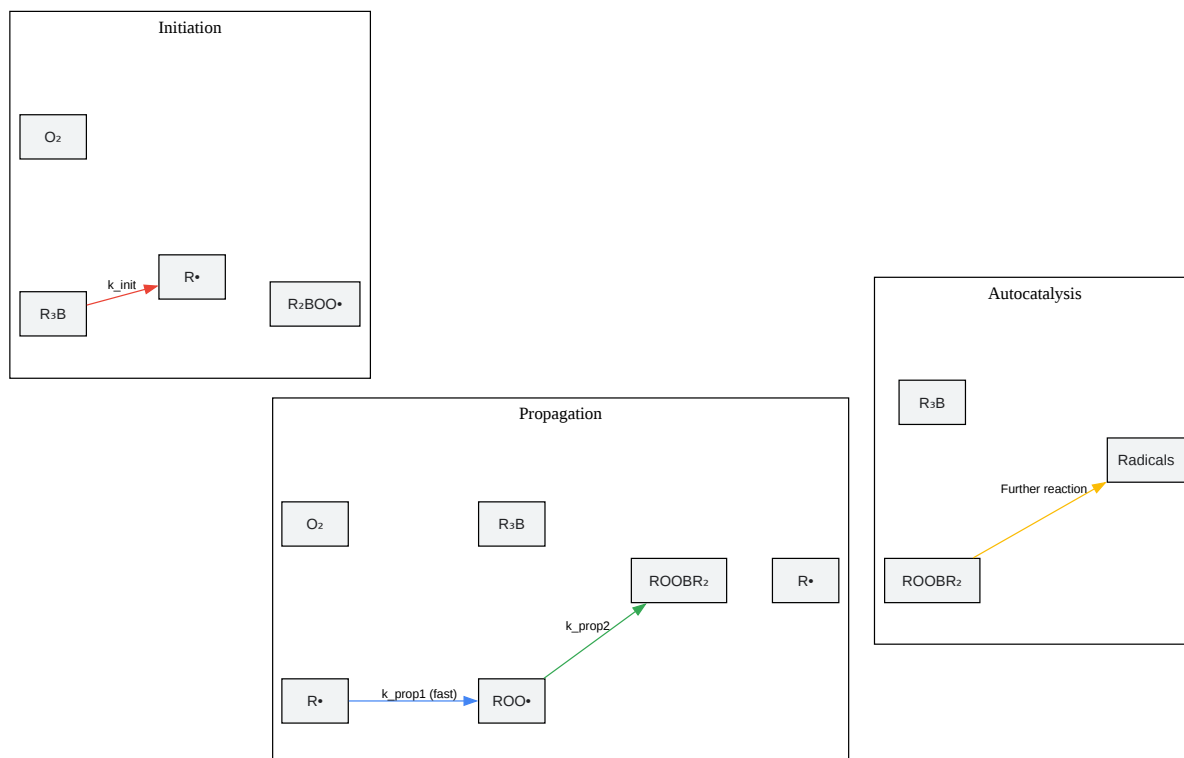 Initiation
O₂
k_init
R•
R₂BOO•
R₃B
Propagation
O₂
R₃B
ROOBR₂
R•
k_prop2
k_prop1 (fast)
R•
ROO•
Autocatalysis
R₃B
Radicals
Further reaction
ROOBR₂